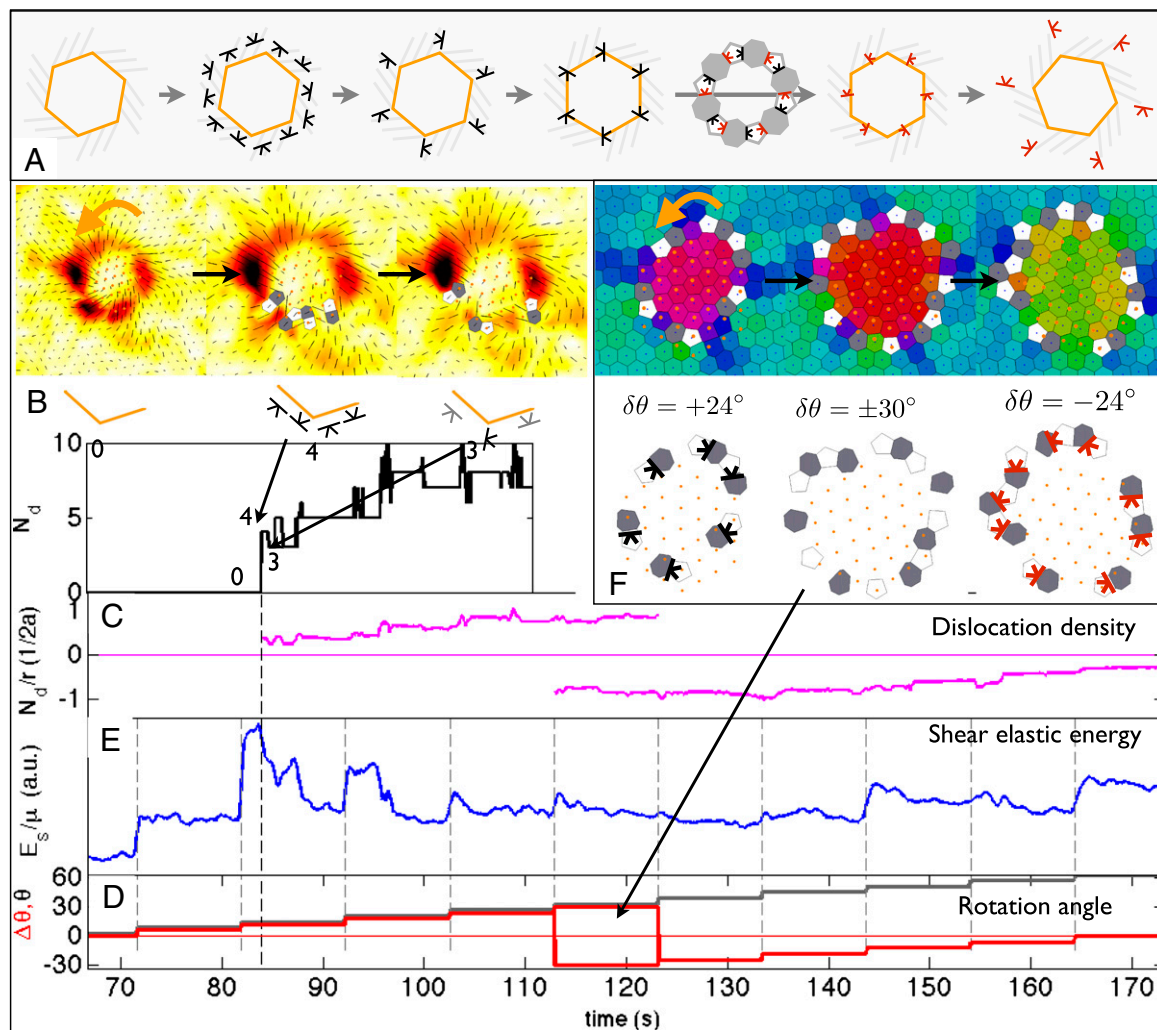 A
B
0
4
3
10
5
0
N_d
4
3
0
δθ = +24°
δθ = ±30°
δθ = −24°
F
C
Dislocation density
1
0
-1
N_d/r (1/2a)
E
Shear elastic energy
E_S/μ (a.u.)
D
Rotation angle
60
30
0
-30
Δθ,θ
70 80 90 100 110 120 130 140 150 160 170
time (s)